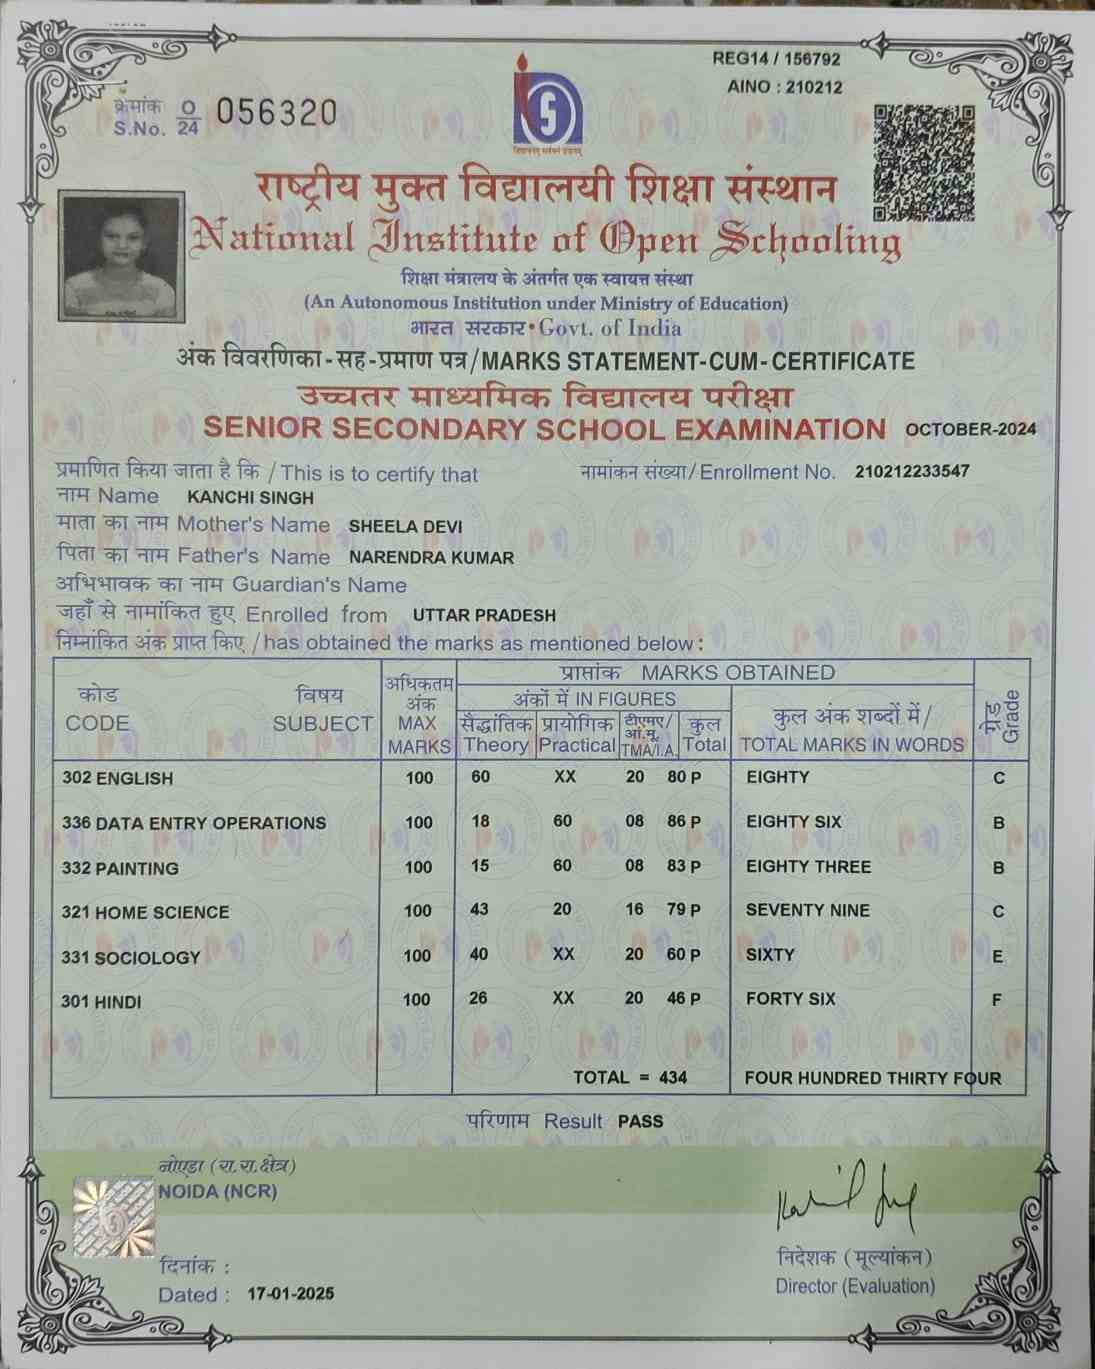 REG14 / 156792
AINO : 210212
क्रमांक
S.No. O/24 056320
राष्ट्रीय मुक्त विद्यालयी शिक्षा संस्थान
National Institute of Open Schooling
शिक्षा मंत्रालय के अंतर्गत एक स्वायत्त संस्था
(An Autonomous Institution under Ministry of Education)
भारत सरकार•Govt. of India
अंक विवरणिका-सह-प्रमाण पत्र/MARKS STATEMENT-CUM-CERTIFICATE
उच्चतर माध्यमिक विद्यालय परीक्षा
SENIOR SECONDARY SCHOOL EXAMINATION OCTOBER-2024
प्रमाणित किया जाता है कि / This is to certify that नामांकन संख्या/Enrollment No. 210212233547
नाम Name KANCHI SINGH
माता का नाम Mother's Name SHEELA DEVI
पिता का नाम Father's Name NARENDRA KUMAR
अभिभावक का नाम Guardian's Name
जहाँ से नामांकित हुए Enrolled from UTTAR PRADESH
निम्नांकित अंक प्राप्त किए / has obtained the marks as mentioned below :
कोड CODE विषय SUBJECT अधिकतम अंक MAX MARKS प्राप्तांक MARKS OBTAINED ग्रेड Grade
अंकों में IN FIGURES कुल अंक शब्दों में/ TOTAL MARKS IN WORDS
सैद्धांतिक Theory प्रायोगिक Practical टीएमए/आं.मू. TMA/I.A. कुल Total
302 ENGLISH 100 60 XX 20 80 P EIGHTY C
336 DATA ENTRY OPERATIONS 100 18 60 08 86 P EIGHTY SIX B
332 PAINTING 100 15 60 08 83 P EIGHTY THREE B
321 HOME SCIENCE 100 43 20 16 79 P SEVENTY NINE C
331 SOCIOLOGY 100 40 XX 20 60 P SIXTY E
301 HINDI 100 26 XX 20 46 P FORTY SIX F
TOTAL = 434 FOUR HUNDRED THIRTY FOUR
परिणाम Result PASS
नोएडा (रा.रा.क्षेत्र)
NOIDA (NCR)
दिनांक :
Dated : 17-01-2025
निदेशक (मूल्यांकन)
Director (Evaluation)